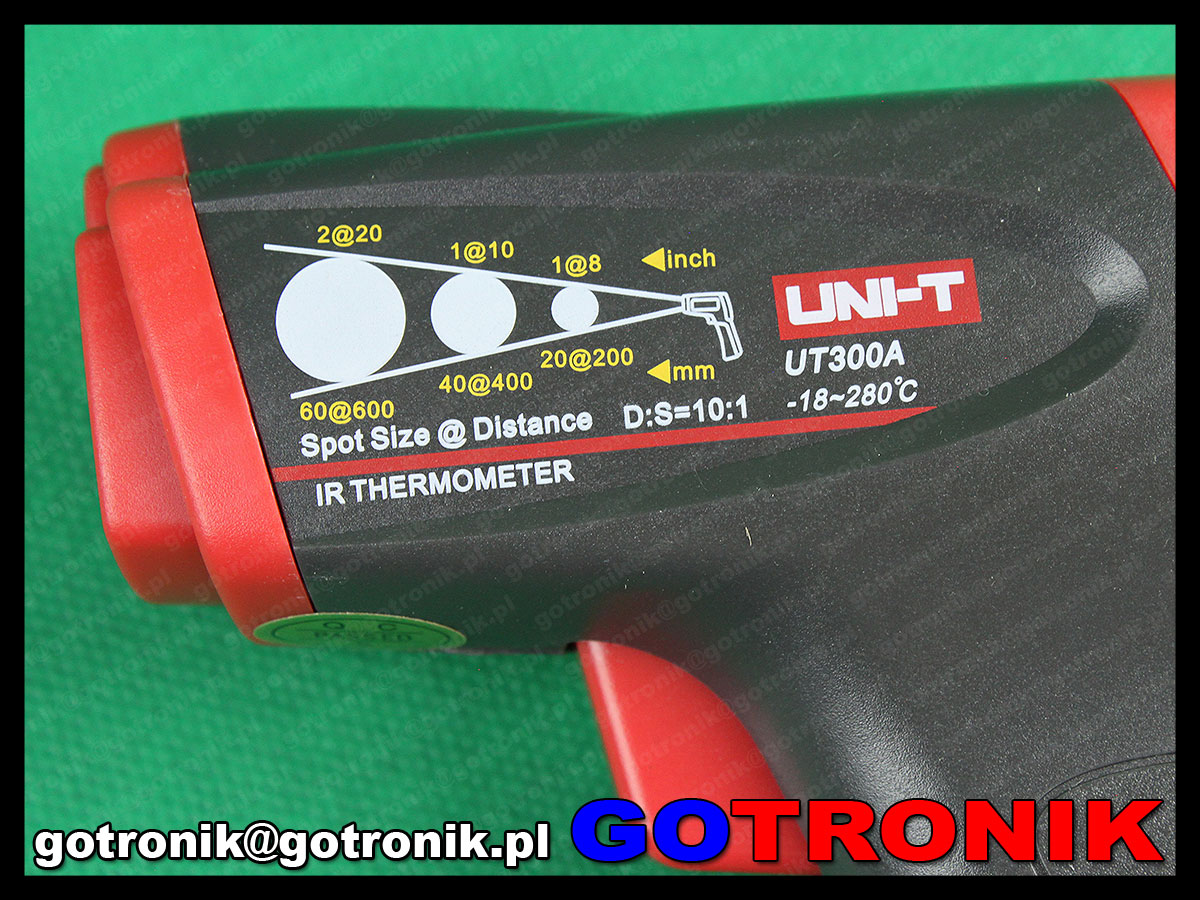 2@20
1@10
1@8
inch
20@200
mm
40@400
60@600
Spot Size @ Distance D:S=10:1
IR THERMOMETER
UNI-T
UT300A
-18~280℃
Q C
PASSED
gotronik@gotronik.pl
GOTRONIK